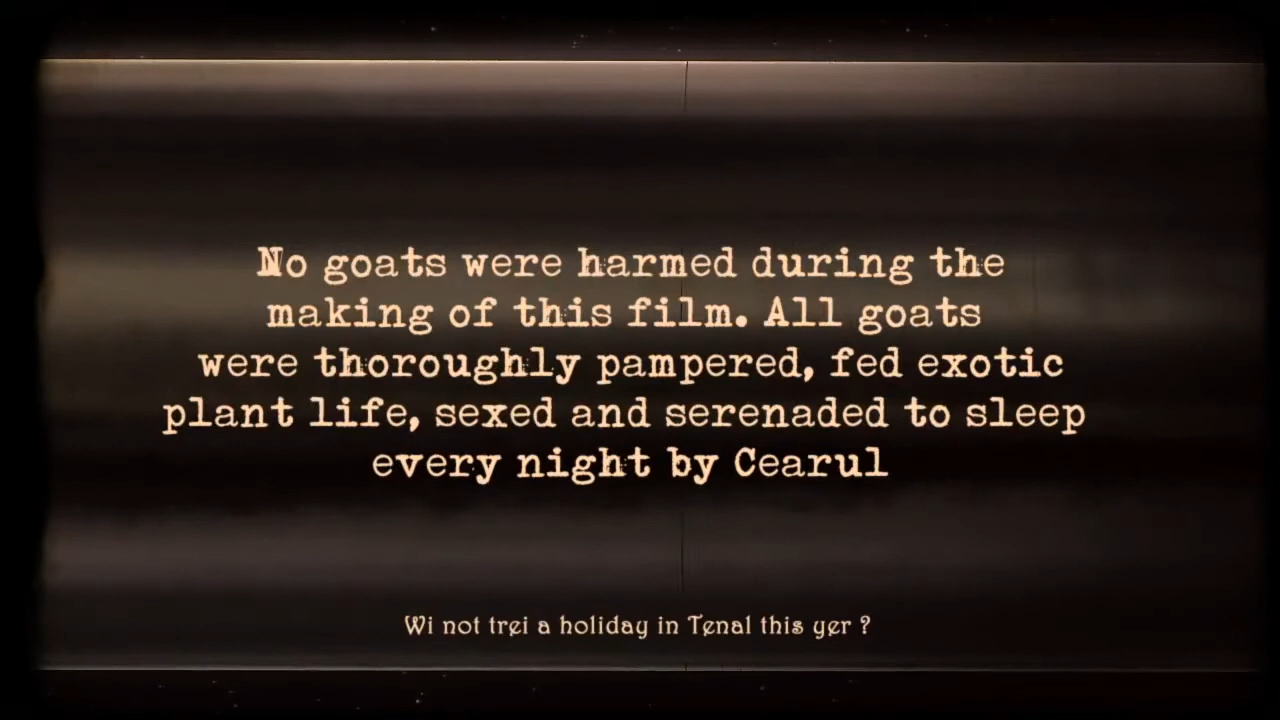 No goats were harmed during the
making of this film. All goats
were thoroughly pampered, fed exotic
plant life, sexed and serenaded to sleep
every night by Cearul
Wi not trei a holiday in Tenal this yer ?